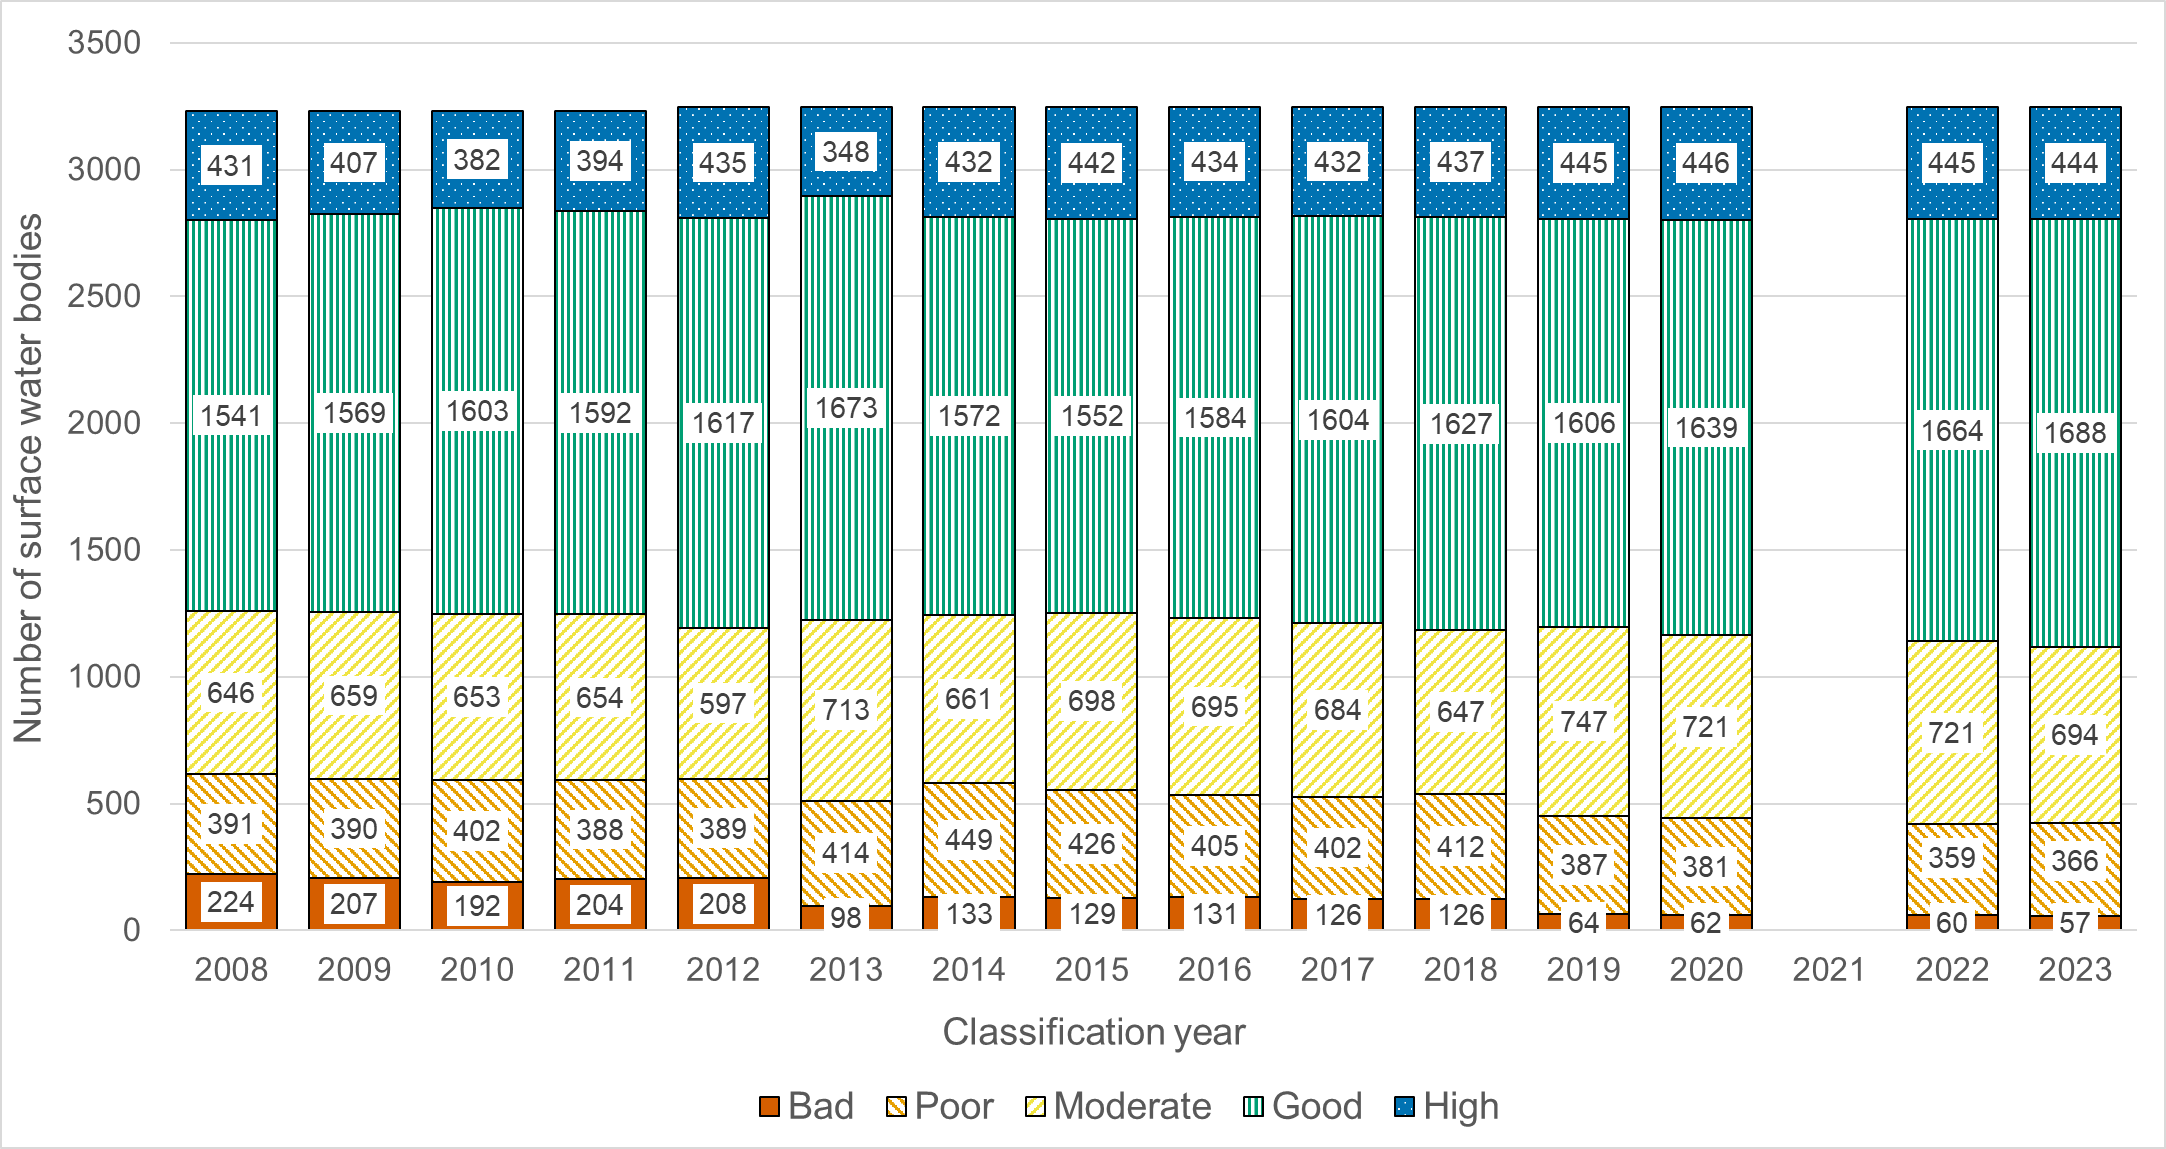 Number of surface water bodies
3500
3000
2500
2000
1500
1000
500
0
431 407 382 394 435 348 432 442 434 432 437 445 446 445 444
1541 1569 1603 1592 1617 1673 1572 1552 1584 1604 1627 1606 1639 1664 1688
646 659 653 654 597 713 661 698 695 684 647 747 721 721 694
391 390 402 388 389 414 449 426 405 402 412 387 381 359 366
224 207 192 204 208 98 133 129 131 126 126 64 62 60 57
2008 2009 2010 2011 2012 2013 2014 2015 2016 2017 2018 2019 2020 2021 2022 2023
Classification year
Bad Poor Moderate Good High